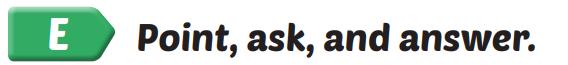 E Point, ask, and answer.